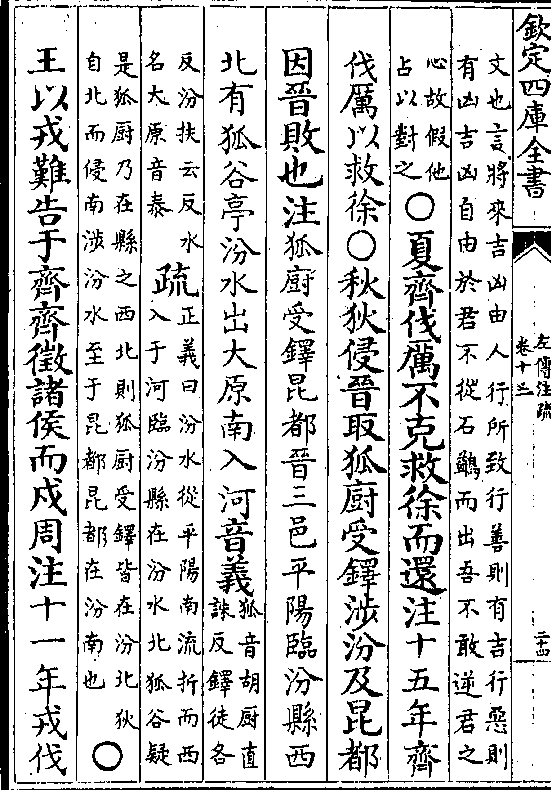 欽定四庫全書
左傳注疏
卷十三
二十四
文也言將來吉凶由人行所致行善則有吉行惡則
有凶吉凶自由於君不從石鷁而出吾不敢逆君之
心故假他
占以對之
○夏齊伐厲不克救徐而還注十五年齊
伐厲以救徐○秋狄侵晉取狐廚受鐸涉汾及昆都
因晉敗也注狐廚受鐸昆都晉三邑平陽臨汾縣西
北有狐谷亭汾水出大原南入河音義
狐音胡廚直
誅反鐸徒各
反汾扶云反水
名大原音泰
疏
正義曰汾水從平陽南流折而西
入于河臨汾縣在汾水北狐谷疑
是狐廚乃在縣之西北則狐廚受鐸皆在汾北狄
自北而侵南涉汾水至于昆都昆都在汾南也
○
王以戎難告于齊齊徵諸侯而戍周注十一年戎伐